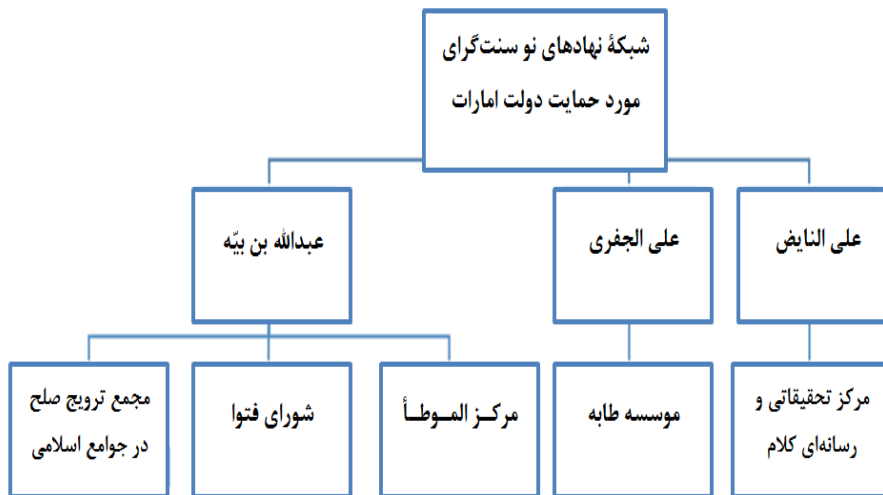 شبکهٔ نهادهای نو سنت‌گرای
مورد حمایت دولت امارات
علی النایض
علی الجفری
عبدالله بن بیّه
مرکز تحقیقاتی و
رسانه‌ای کلام
موسسه طابه
مرکـز المـوطـأ
شورای فتوا
مجمع ترویج صلح
در جوامع اسلامی